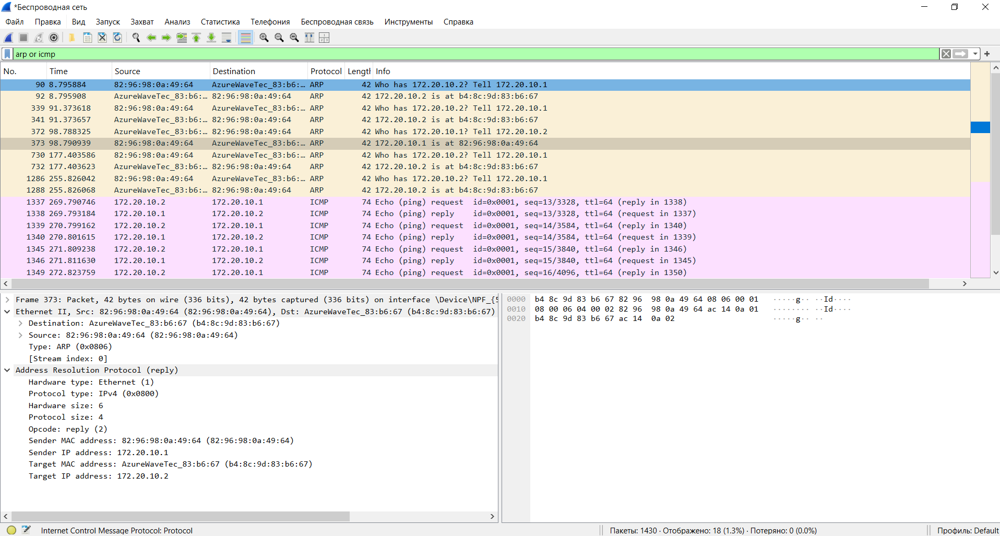 *Беспроводная сеть
Файл Правка Вид Запуск Захват Анализ Статистика Телефония Беспроводная связь Инструменты Справка
arp or icmp
No. Time Source Destination Protocol Length Info
90 8.795884 82:96:98:0a:49:64 AzureWaveTec_83:b6:… ARP 42 Who has 172.20.10.2? Tell 172.20.10.1
92 8.795908 AzureWaveTec_83:b6:… 82:96:98:0a:49:64 ARP 42 172.20.10.2 is at b4:8c:9d:83:b6:67
339 91.373618 82:96:98:0a:49:64 AzureWaveTec_83:b6:… ARP 42 Who has 172.20.10.2? Tell 172.20.10.1
341 91.373657 AzureWaveTec_83:b6:… 82:96:98:0a:49:64 ARP 42 172.20.10.2 is at b4:8c:9d:83:b6:67
372 98.788325 AzureWaveTec_83:b6:… 82:96:98:0a:49:64 ARP 42 Who has 172.20.10.1? Tell 172.20.10.2
373 98.790939 82:96:98:0a:49:64 AzureWaveTec_83:b6:… ARP 42 172.20.10.1 is at 82:96:98:0a:49:64
730 177.403586 82:96:98:0a:49:64 AzureWaveTec_83:b6:… ARP 42 Who has 172.20.10.2? Tell 172.20.10.1
732 177.403623 AzureWaveTec_83:b6:… 82:96:98:0a:49:64 ARP 42 172.20.10.2 is at b4:8c:9d:83:b6:67
1286 255.826042 82:96:98:0a:49:64 AzureWaveTec_83:b6:… ARP 42 Who has 172.20.10.2? Tell 172.20.10.1
1288 255.826068 AzureWaveTec_83:b6:… 82:96:98:0a:49:64 ARP 42 172.20.10.2 is at b4:8c:9d:83:b6:67
1337 269.790746 172.20.10.2 172.20.10.1 ICMP 74 Echo (ping) request id=0x0001, seq=13/3328, ttl=64 (reply in 1338)
1338 269.793184 172.20.10.1 172.20.10.2 ICMP 74 Echo (ping) reply id=0x0001, seq=13/3328, ttl=64 (request in 1337)
1339 270.799162 172.20.10.2 172.20.10.1 ICMP 74 Echo (ping) request id=0x0001, seq=14/3584, ttl=64 (reply in 1340)
1340 270.801615 172.20.10.1 172.20.10.2 ICMP 74 Echo (ping) reply id=0x0001, seq=14/3584, ttl=64 (request in 1339)
1345 271.809238 172.20.10.2 172.20.10.1 ICMP 74 Echo (ping) request id=0x0001, seq=15/3840, ttl=64 (reply in 1346)
1346 271.811630 172.20.10.1 172.20.10.2 ICMP 74 Echo (ping) reply id=0x0001, seq=15/3840, ttl=64 (request in 1345)
1349 272.823759 172.20.10.2 172.20.10.1 ICMP 74 Echo (ping) request id=0x0001, seq=16/4096, ttl=64 (reply in 1350)
Frame 373: Packet, 42 bytes on wire (336 bits), 42 bytes captured (336 bits) on interface \Device\NPF_{5
Ethernet II, Src: 82:96:98:0a:49:64 (82:96:98:0a:49:64), Dst: AzureWaveTec_83:b6:67 (b4:8c:9d:83:b6:67)
Destination: AzureWaveTec_83:b6:67 (b4:8c:9d:83:b6:67)
Source: 82:96:98:0a:49:64 (82:96:98:0a:49:64)
Type: ARP (0x0806)
[Stream index: 0]
Address Resolution Protocol (reply)
Hardware type: Ethernet (1)
Protocol type: IPv4 (0x0800)
Hardware size: 6
Protocol size: 4
Opcode: reply (2)
Sender MAC address: 82:96:98:0a:49:64 (82:96:98:0a:49:64)
Sender IP address: 172.20.10.1
Target MAC address: AzureWaveTec_83:b6:67 (b4:8c:9d:83:b6:67)
Target IP address: 172.20.10.2
0000 b4 8c 9d 83 b6 67 82 96 98 0a 49 64 08 06 00 01 ·····g·· ··Id····
0010 08 00 06 04 00 02 82 96 98 0a 49 64 ac 14 0a 01 ········ ··Id····
0020 b4 8c 9d 83 b6 67 ac 14 0a 02 ·····g·· ··
Internet Control Message Protocol: Protocol
Пакеты: 1430 · Отображено: 18 (1.3%) · Потеряно: 0 (0.0%)
Профиль: Default